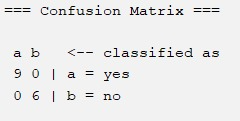 === Confusion Matrix ===
a b <-- classified as
9 0 | a = yes
0 6 | b = no